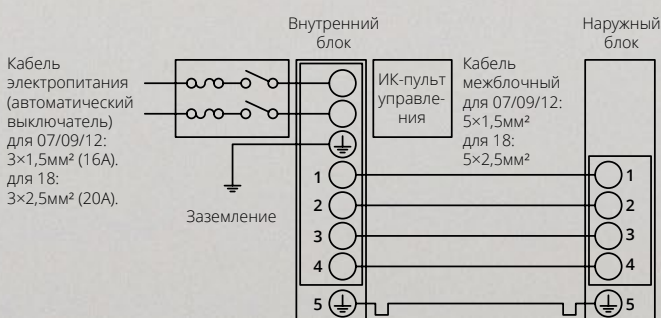 Внутренний
блок
Наружный
блок
Кабель
электропитания
(автоматический
выключатель)
для 07/09/12:
3×1,5мм² (16А).
для 18:
3×2,5мм² (20А).
ИК-пульт
управле-
ния
Кабель
межблочный
для 07/09/12:
5×1,5мм²
для 18:
5×2,5мм²
Заземление
1
2
3
4
5
1
2
3
4
5